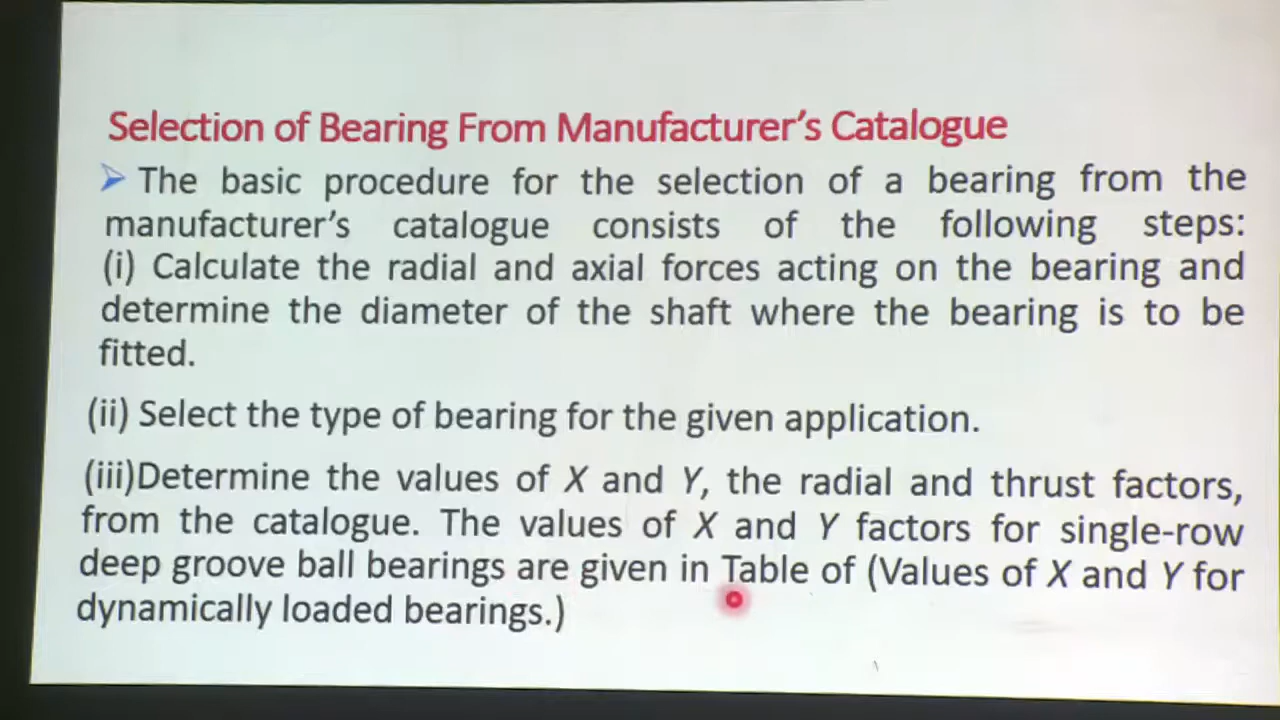 Selection of Bearing From Manufacturer's Catalogue
The basic procedure for the selection of a bearing from the
manufacturer's catalogue consists of the following steps:
(i) Calculate the radial and axial forces acting on the bearing and
determine the diameter of the shaft where the bearing is to be
fitted.
(ii) Select the type of bearing for the given application.
(iii)Determine the values of X and Y, the radial and thrust factors,
from the catalogue. The values of X and Y factors for single-row
deep groove ball bearings are given in Table of (Values of X and Y for
dynamically loaded bearings.)